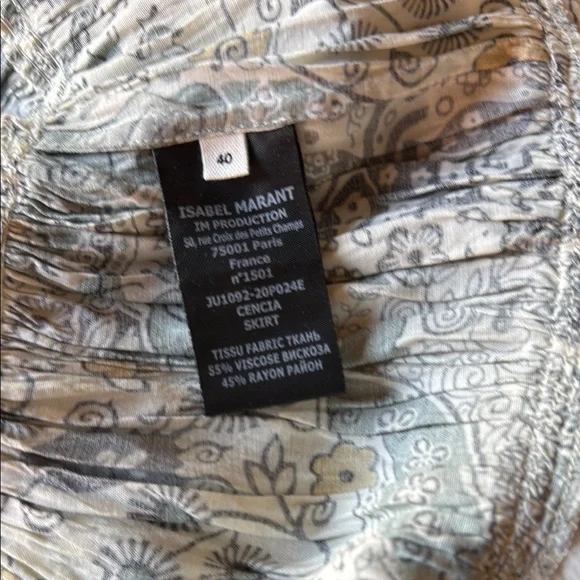 40
ISABEL MARANT
IM PRODUCTION
50, rue Croix des Petits Champs
75001 Paris
France
n°1501
JU1092-20P024E
CENCIA
SKIRT
TISSU FABRIC ТКАНЬ
55% VISCOSE ВИСКОЗА
45% RAYON РАЙОН